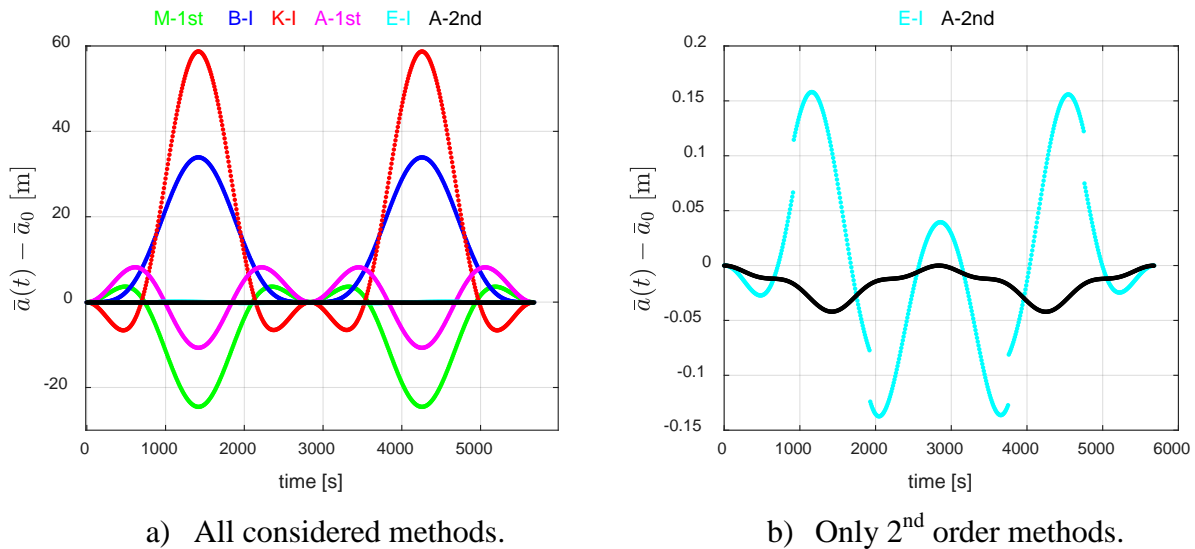 M-1st B-I K-I A-1st E-I A-2nd
60
40
20
0
-20
0 1000 2000 3000 4000 5000
ā(t) − ā₀ [m]
time [s]
a) All considered methods.
E-I A-2nd
0.2
0.15
0.1
0.05
0
-0.05
-0.1
-0.15
0 1000 2000 3000 4000 5000 6000
ā(t) − ā₀ [m]
time [s]
b) Only 2nd order methods.